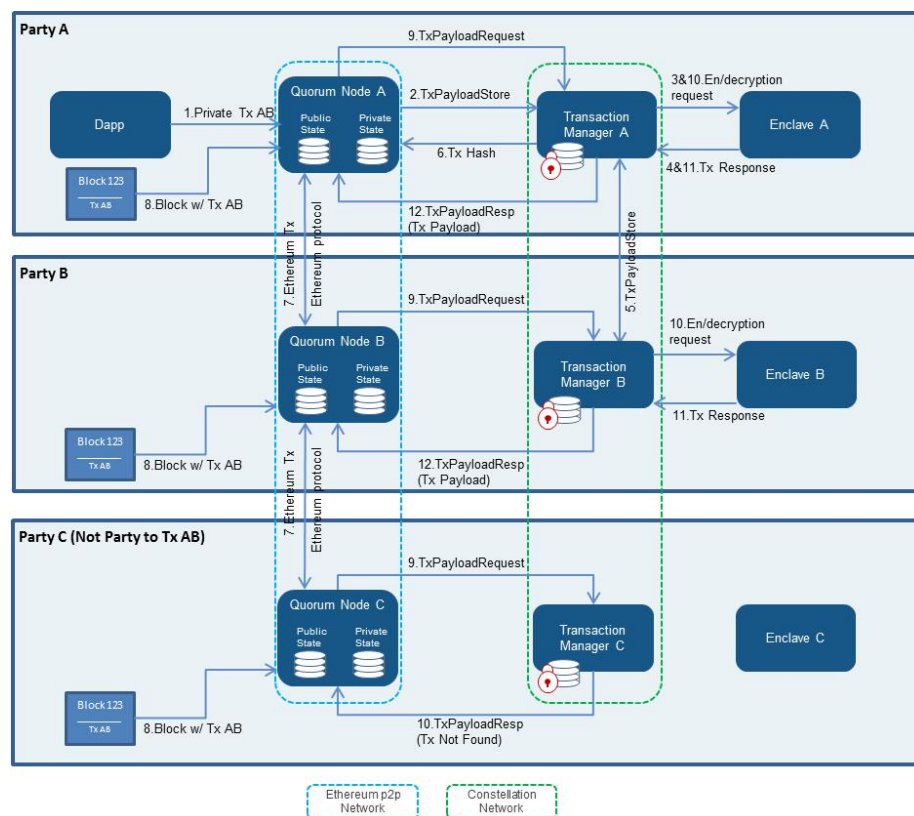 Party A
9.TxPayloadRequest
Dapp
1.Private Tx AB
Quorum Node A
Public
State
Private
State
2.TxPayloadStore
6.Tx Hash
Transaction
Manager A
3&10.En/decryption
request
Enclave A
4&11.Tx Response
Block123
Tx AB
8.Block w/ Tx AB
12.TxPayloadResp
(Tx Payload)
7.Ethereum Tx
Ethereum protocol
5.TxPayloadStore
Party B
9.TxPayloadRequest
Quorum Node B
Public
State
Private
State
Transaction
Manager B
10.En/decryption
request
Enclave B
11.Tx Response
Block123
Tx AB
8.Block w/ Tx AB
12.TxPayloadResp
(Tx Payload)
7.Ethereum Tx
Ethereum protocol
Party C (Not Party to Tx AB)
9.TxPayloadRequest
Quorum Node C
Public
State
Private
State
Transaction
Manager C
Enclave C
Block123
Tx AB
8.Block w/ Tx AB
10.TxPayloadResp
(Tx Not Found)
Ethereum p2p
Network
Constellation
Network